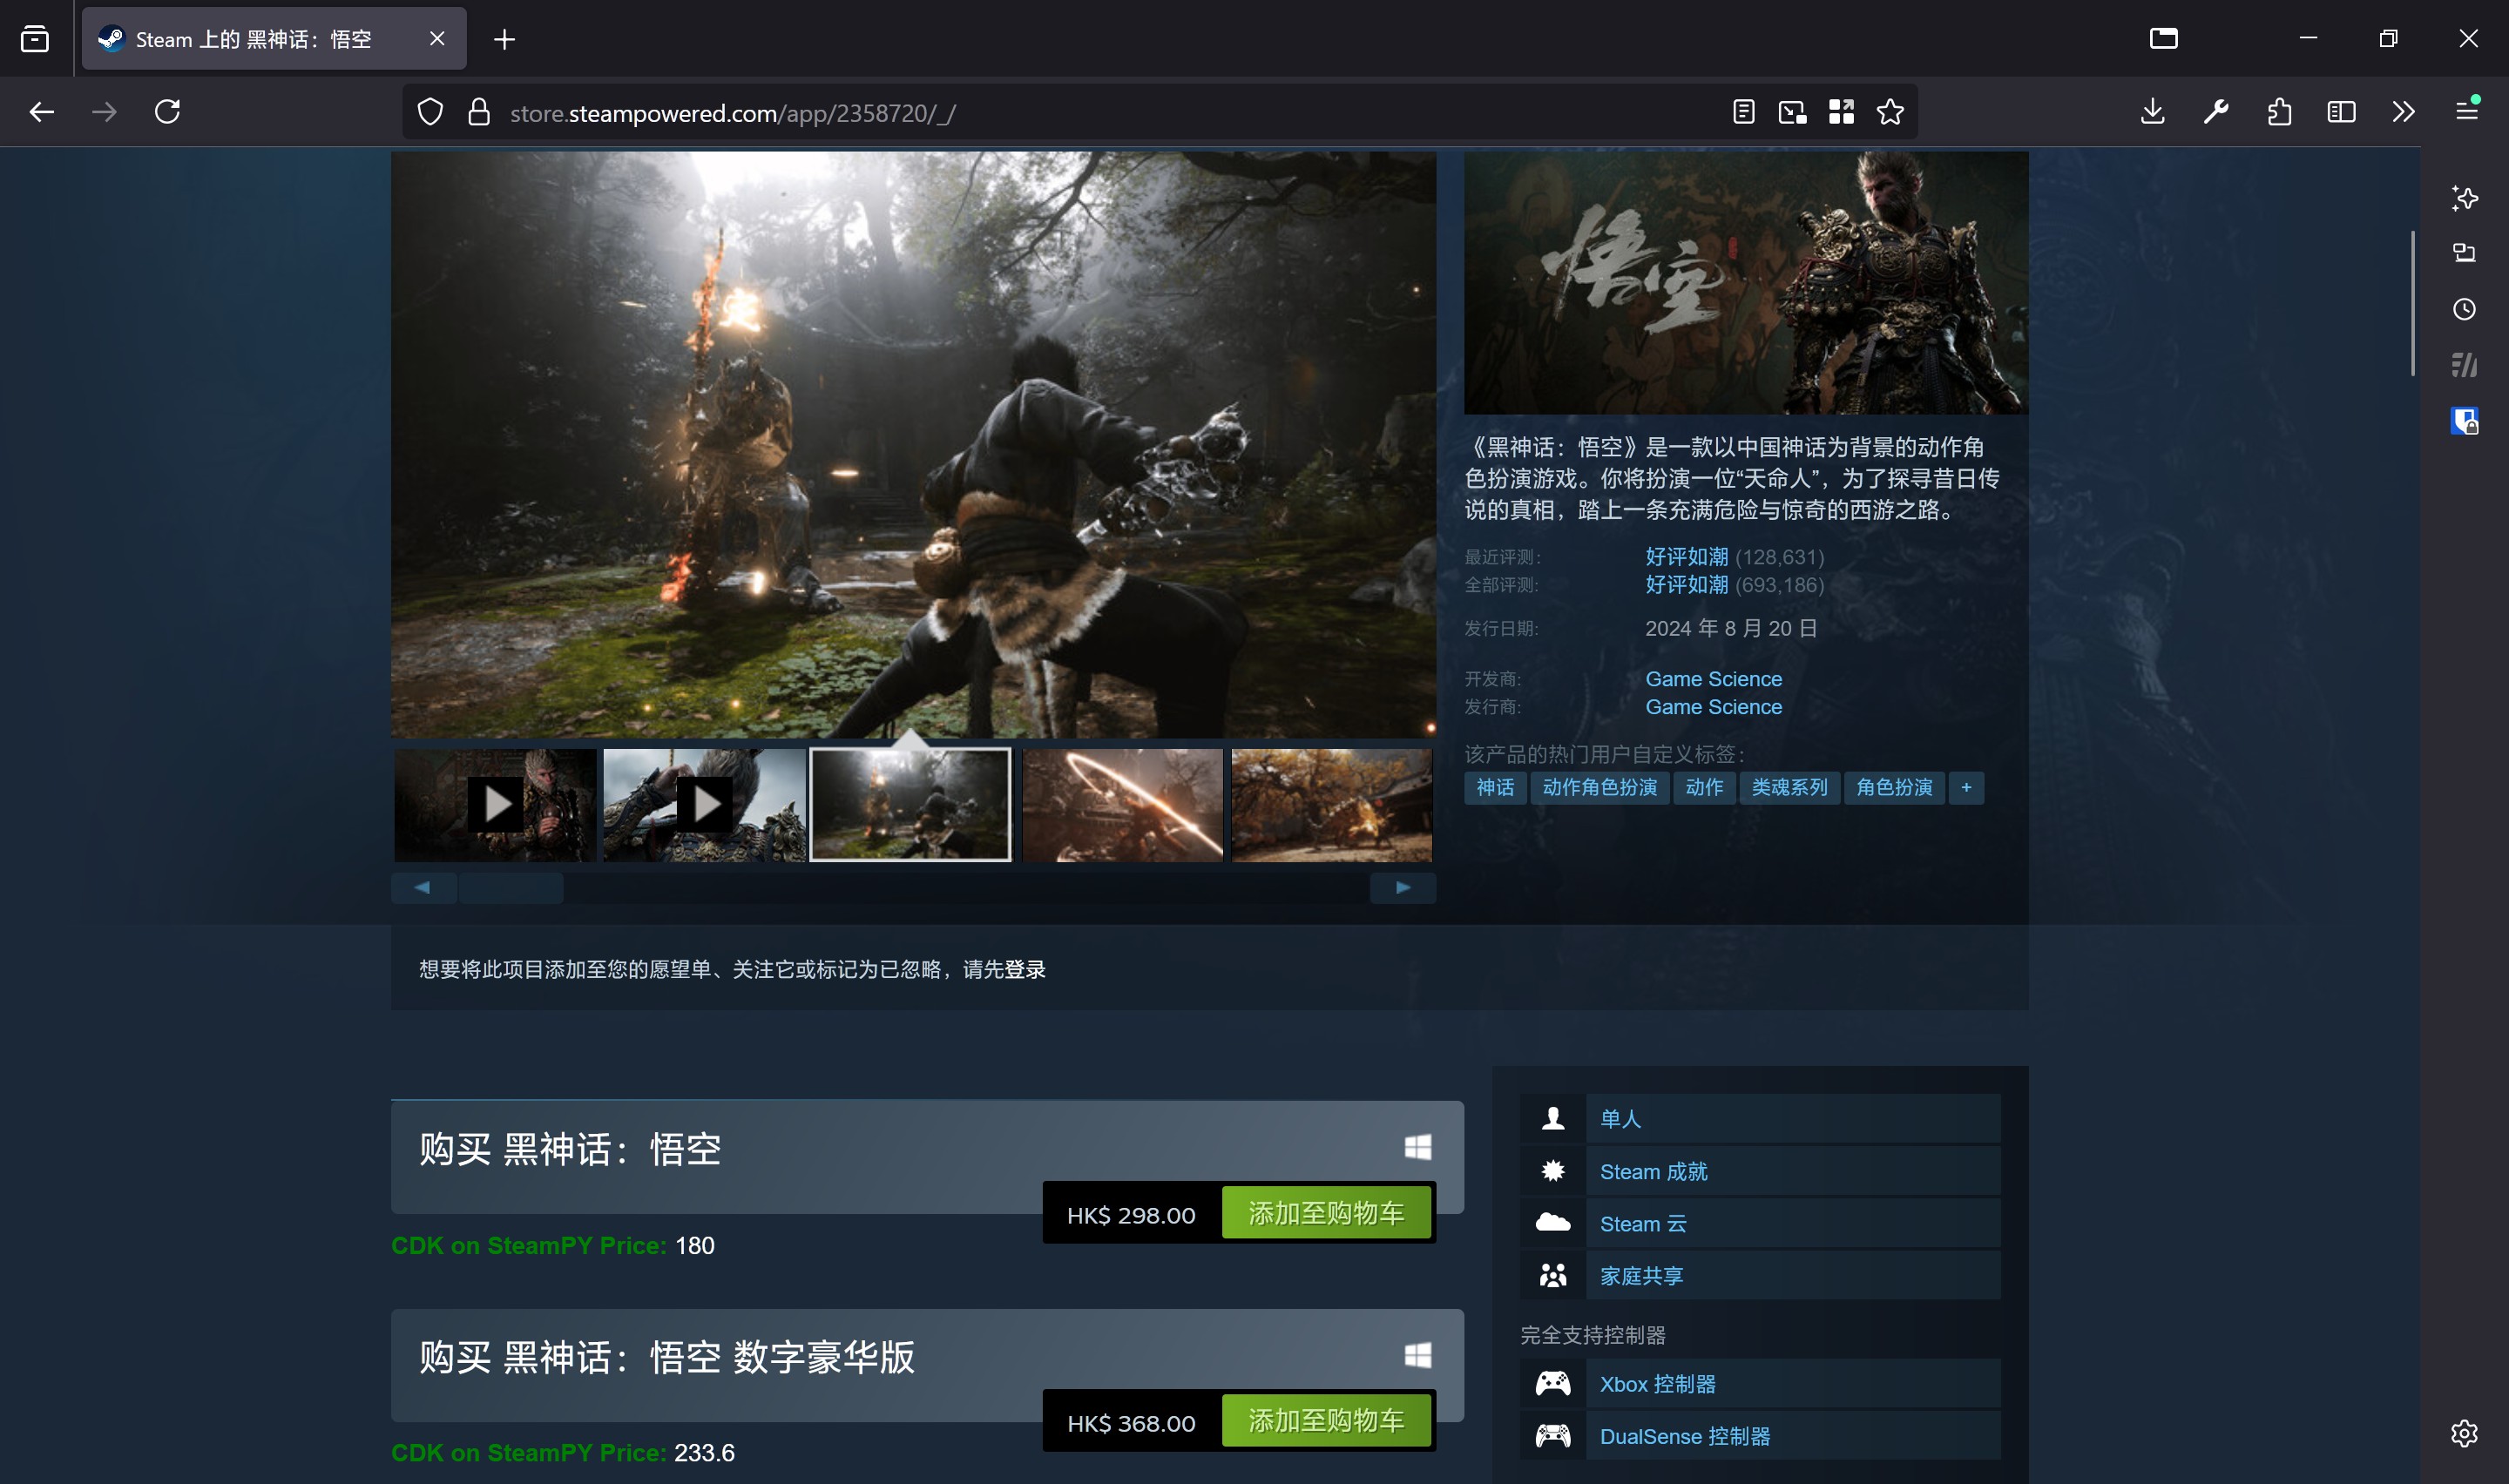 Steam 上的 黑神话：悟空
store.steampowered.com/app/2358720/_/
悟空
《黑神话：悟空》是一款以中国神话为背景的动作角
色扮演游戏。你将扮演一位“天命人”，为了探寻昔日传
说的真相，踏上一条充满危险与惊奇的西游之路。
最近评测: 好评如潮 (128,631)
全部评测: 好评如潮 (693,186)
发行日期: 2024 年 8 月 20 日
开发商: Game Science
发行商: Game Science
该产品的热门用户自定义标签：
神话 动作角色扮演 动作 类魂系列 角色扮演 +
想要将此项目添加至您的愿望单、关注它或标记为已忽略，请先登录
购买 黑神话：悟空
HK$ 298.00 添加至购物车
CDK on SteamPY Price: 180
购买 黑神话：悟空 数字豪华版
HK$ 368.00 添加至购物车
CDK on SteamPY Price: 233.6
单人
Steam 成就
Steam 云
家庭共享
完全支持控制器
Xbox 控制器
DualSense 控制器